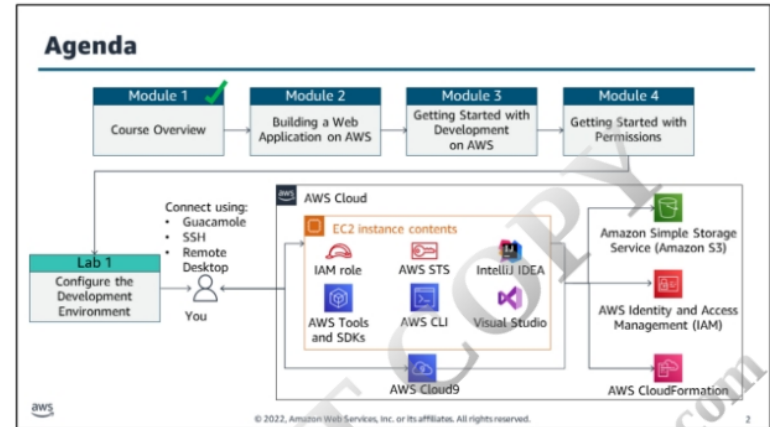 Agenda
Module 1
Course Overview
Module 2
Building a Web
Application on AWS
Module 3
Getting Started with
Development
on AWS
Module 4
Getting Started with
Permissions
Lab 1
Configure the
Development
Environment
Connect using:
• Guacamole
• SSH
• Remote
Desktop
You
aws
AWS Cloud
EC2 instance contents
IAM role
AWS STS
IntelliJ IDEA
AWS Tools
and SDKs
AWS CLI
Visual Studio
AWS Cloud9
Amazon Simple Storage
Service (Amazon S3)
AWS Identity and Access
Management (IAM)
AWS CloudFormation
COPY
.com
aws
© 2022, Amazon Web Services, Inc. or its affiliates. All rights reserved.
2